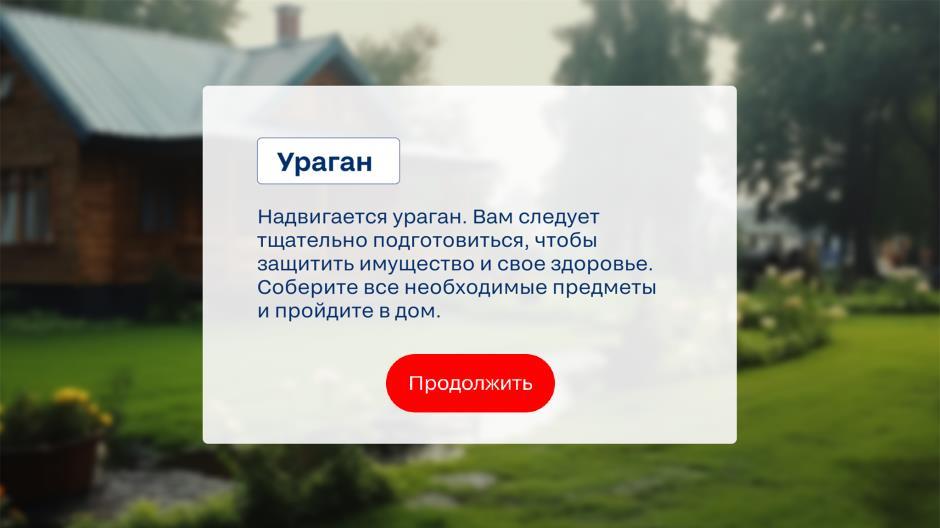 Ураган
Надвигается ураган. Вам следует
тщательно подготовиться, чтобы
защитить имущество и свое здоровье.
Соберите все необходимые предметы
и пройдите в дом.
Продолжить